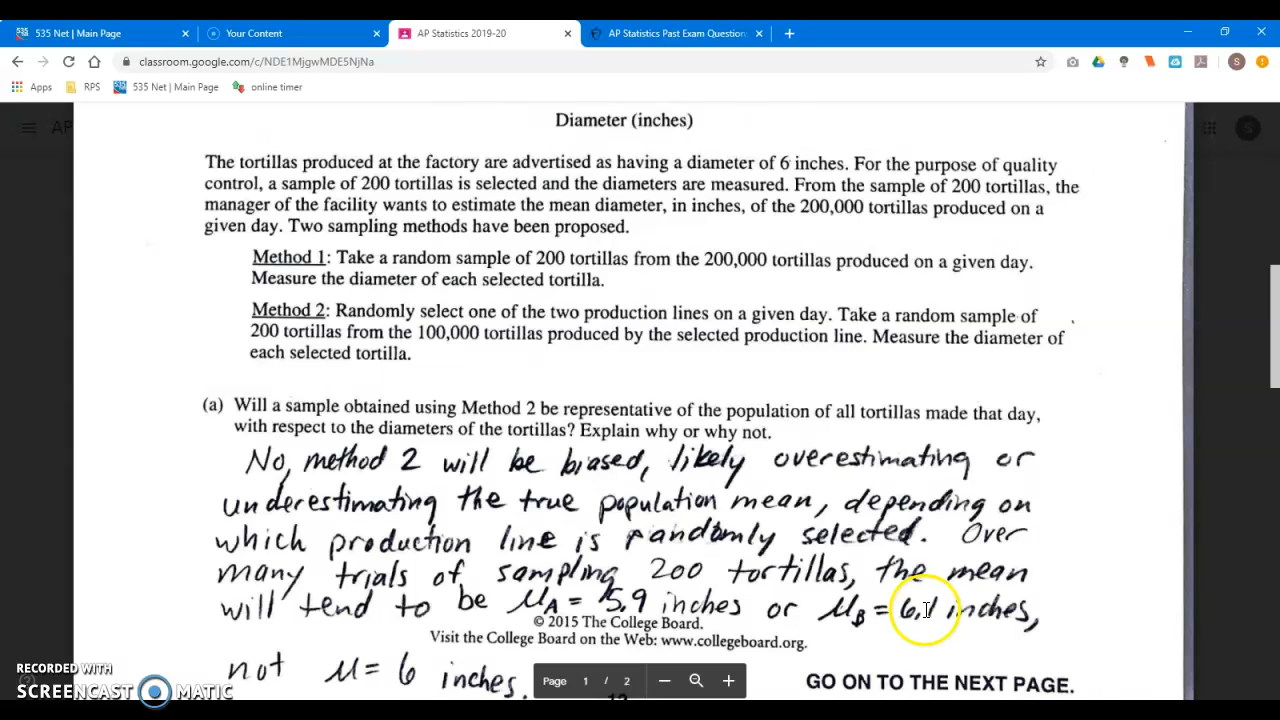 535 Net | Main Page
Your Content
AP Statistics 2019-20
AP Statistics Past Exam Question
classroom.google.com/c/NDE1MjgwMDE5NjNa
Apps
RPS
535 Net | Main Page
online timer
S
AP
S
Diameter (inches)
The tortillas produced at the factory are advertised as having a diameter of 6 inches. For the purpose of quality
control, a sample of 200 tortillas is selected and the diameters are measured. From the sample of 200 tortillas, the
manager of the facility wants to estimate the mean diameter, in inches, of the 200,000 tortillas produced on a
given day. Two sampling methods have been proposed.
Method 1: Take a random sample of 200 tortillas from the 200,000 tortillas produced on a given day.
Measure the diameter of each selected tortilla.
Method 2: Randomly select one of the two production lines on a given day. Take a random sample of
200 tortillas from the 100,000 tortillas produced by the selected production line. Measure the diameter of
each selected tortilla.
(a) Will a sample obtained using Method 2 be representative of the population of all tortillas made that day,
with respect to the diameters of the tortillas? Explain why or why not.
No, method 2 will be biased, likely overestimating or
underestimating the true population mean, depending on
which production line is randomly selected. Over
many trials of sampling 200 tortillas, the mean
will tend to be μA = 5.9 inches or μB = 6.1 inches,
© 2015 The College Board.
Visit the College Board on the Web: www.collegeboard.org.
not μ = 6 inches.
Page 1 / 2
GO ON TO THE NEXT PAGE.
RECORDED WITH
SCREENCAST MATIC